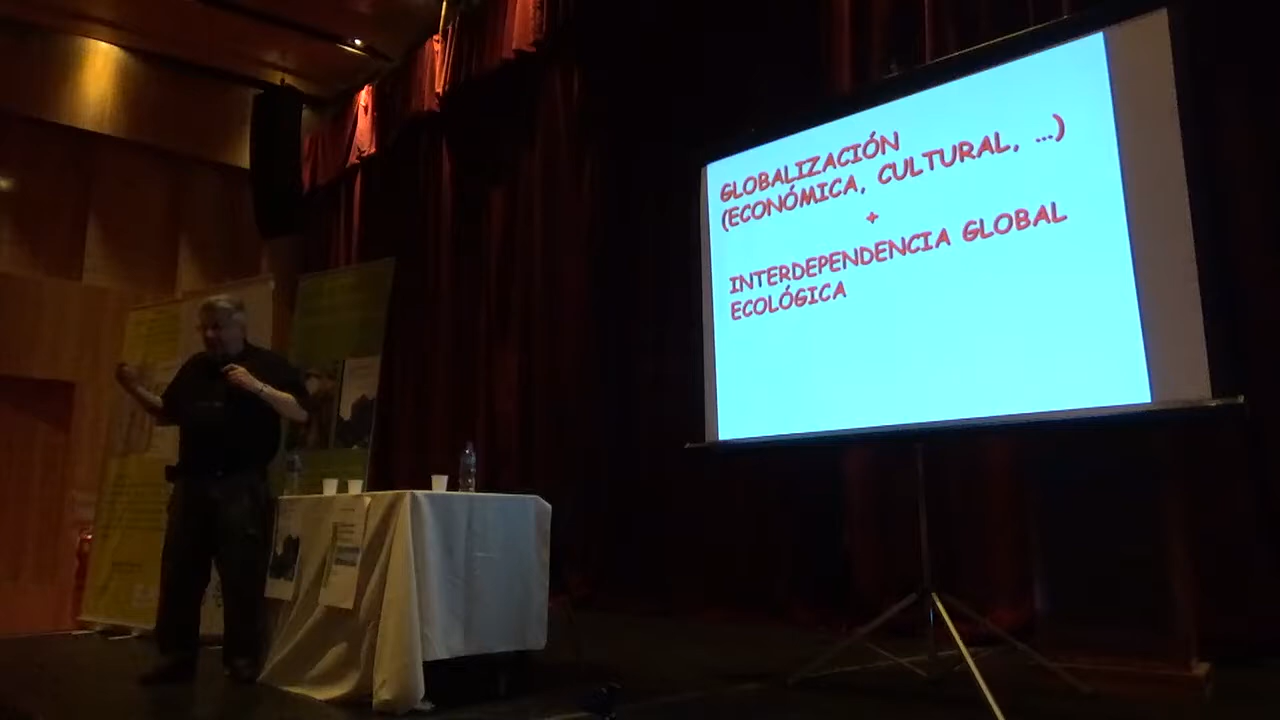 GLOBALIZACIÓN
(ECONÓMICA, CULTURAL, ...)
+
INTERDEPENDENCIA GLOBAL
ECOLÓGICA